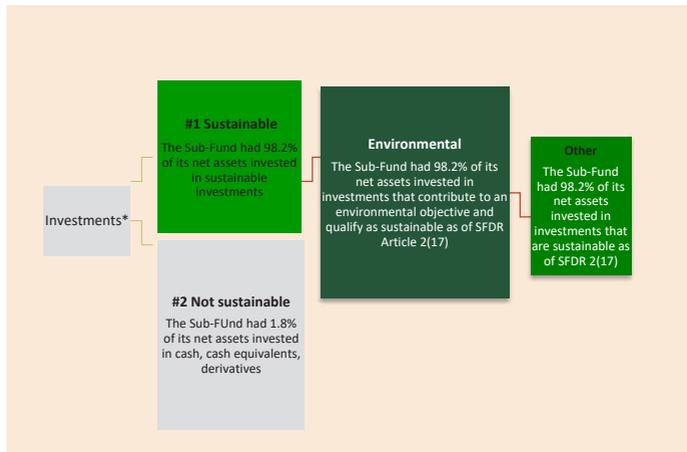 Investments*
#1 Sustainable
The Sub-Fund had 98.2%
of its net assets invested
in sustainable
investments
#2 Not sustainable
The Sub-FUnd had 1.8%
of its net assets invested
in cash, cash equivalents,
derivatives
Environmental
The Sub-Fund had 98.2% of its
net assets invested in
investments that contribute to an
environmental objective and
qualify as sustainable as of SFDR
Article 2(17)
Other
The Sub-Fund
had 98.2% of its
net assets
invested in
investments that
are sustainable as
of SFDR 2(17)